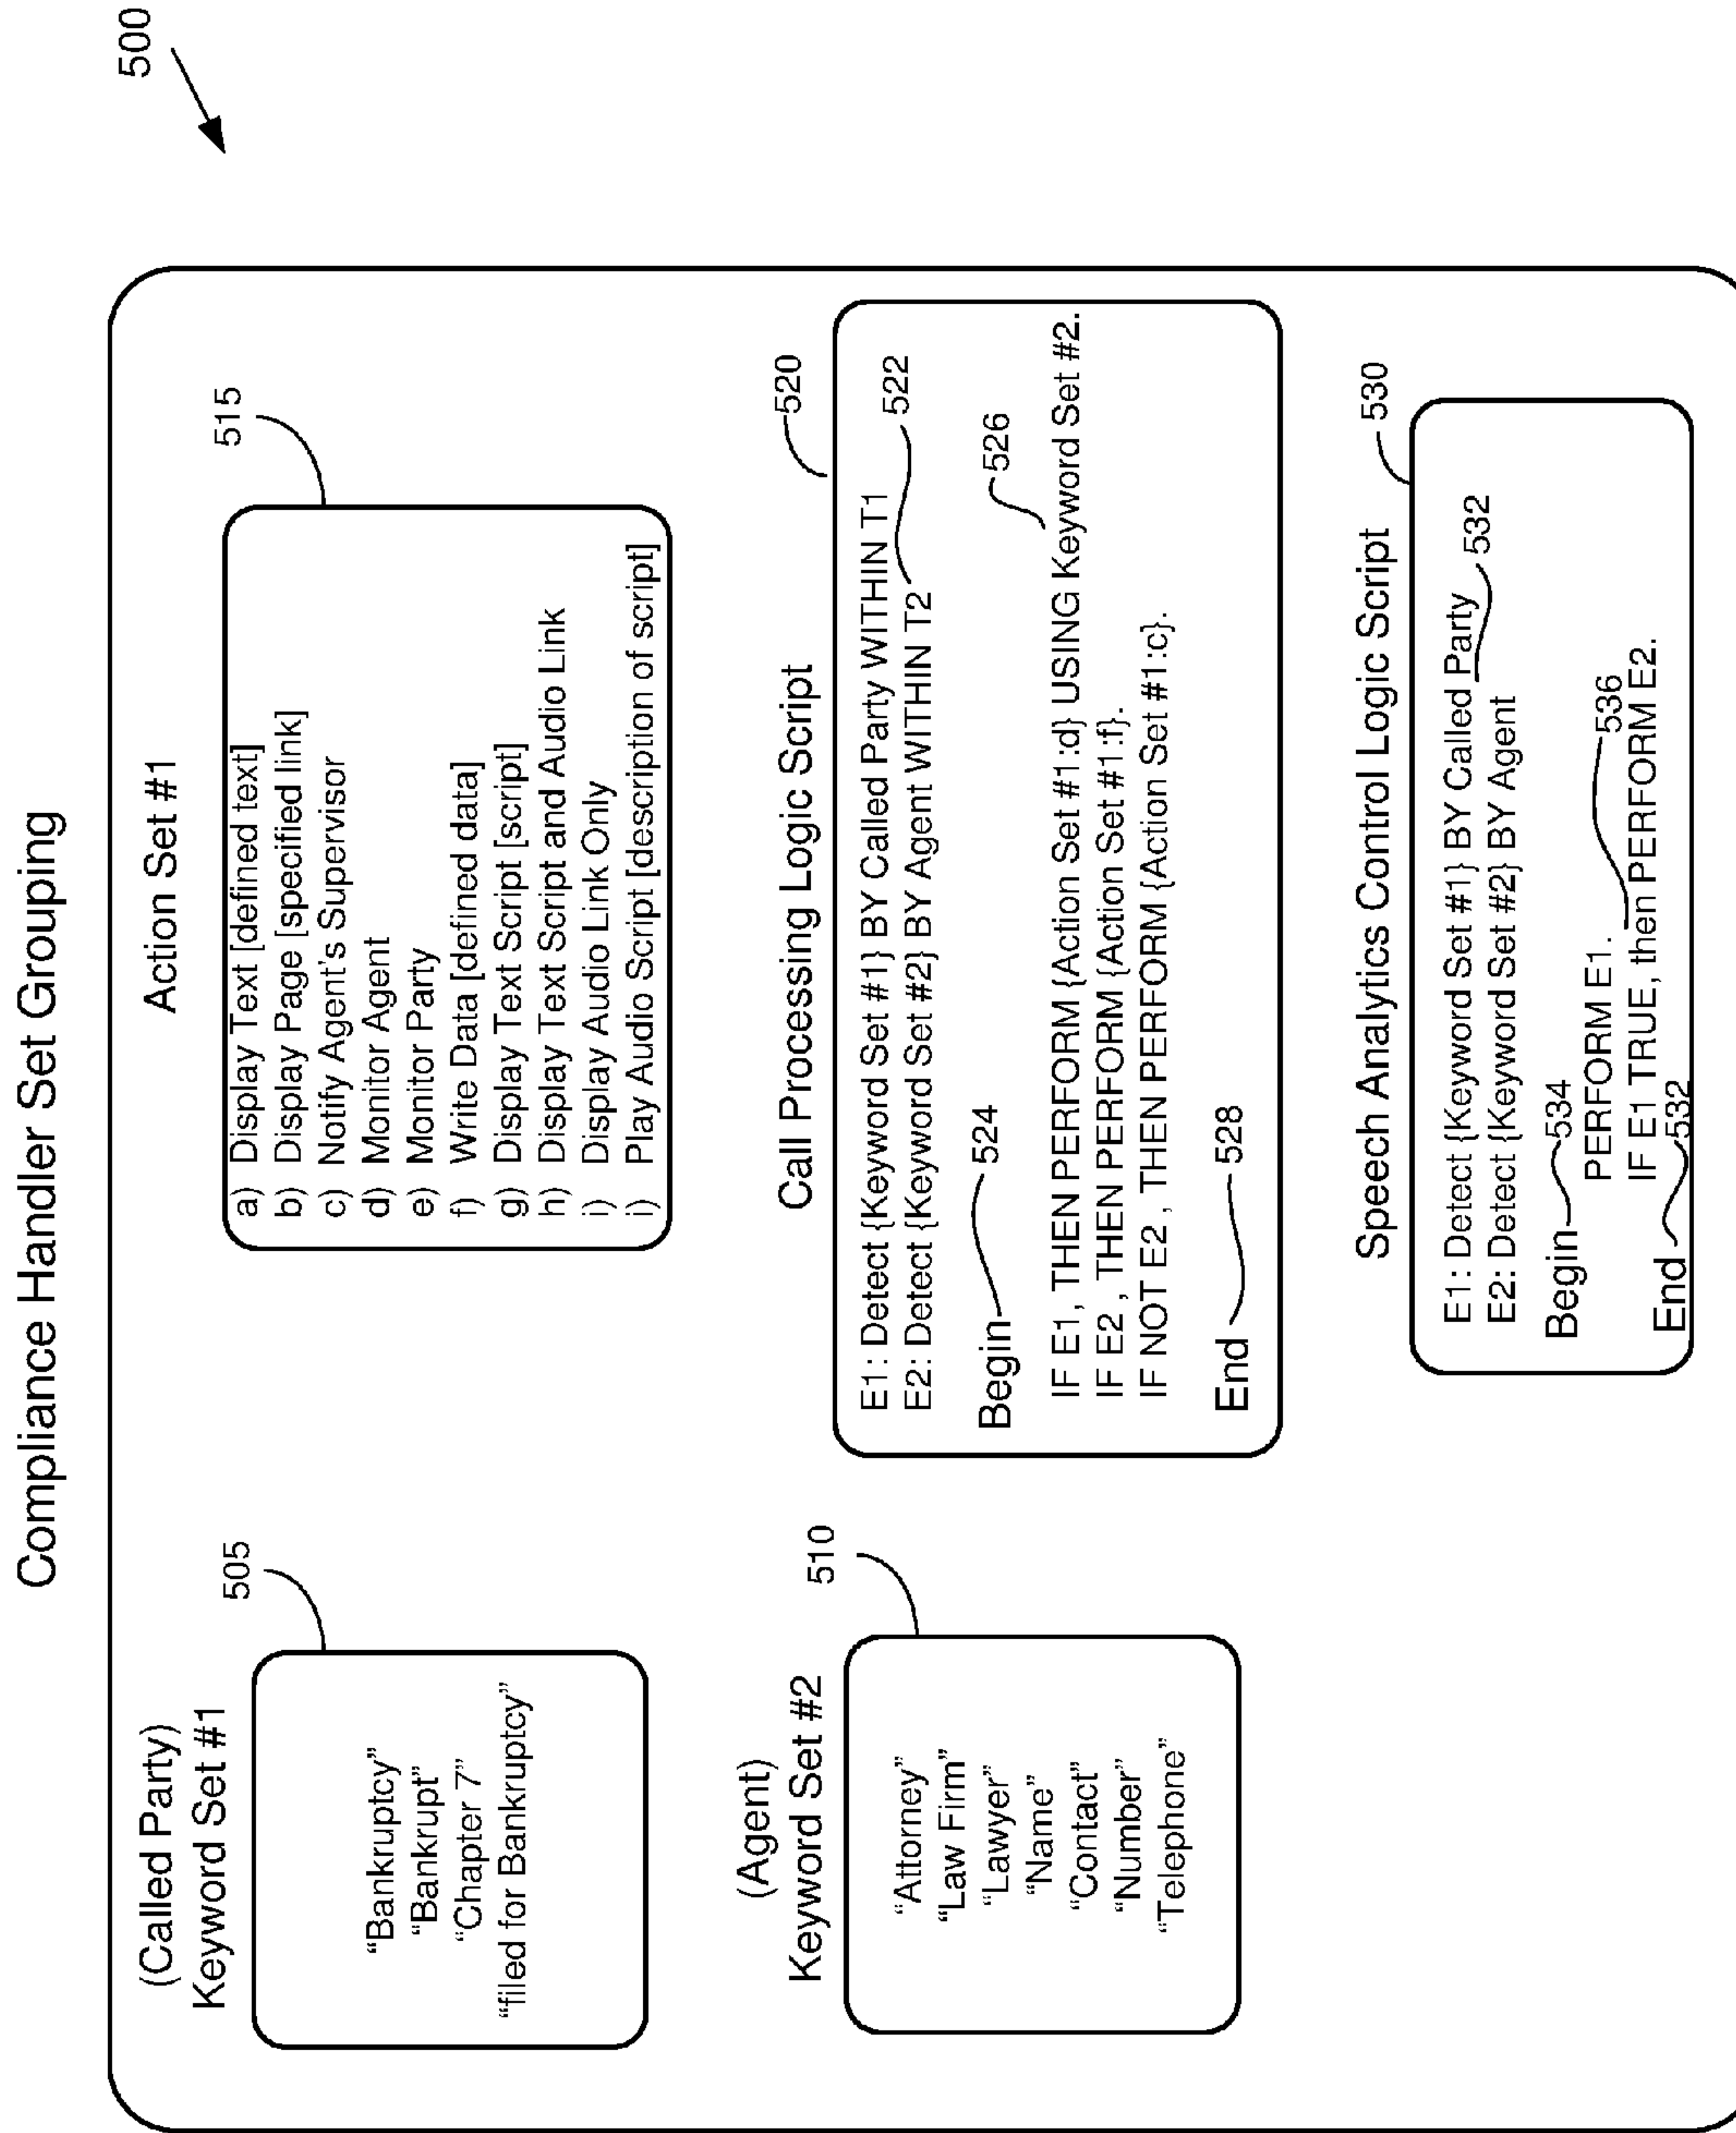 Compliance Handler Set Grouping
500
(Called Party)
Keyword Set #1
505
“Bankruptcy”
“Bankrupt”
“Chapter 7”
“filed for Bankruptcy”
(Agent)
Keyword Set #2
510
“Attorney”
“Law Firm”
“Lawyer”
“Name”
“Contact”
“Number”
“Telephone”
Action Set #1
515
a) Display Text [defined text]
b) Display Page [specified link]
c) Notify Agent's Supervisor
d) Monitor Agent
e) Monitor Party
f) Write Data [defined data]
g) Display Text Script [script]
h) Display Text Script and Audio Link
i) Display Audio Link Only
j) Play Audio Script [description of script]
Call Processing Logic Script
520
E1: Detect {Keyword Set #1} BY Called Party WITHIN T1
E2: Detect {Keyword Set #2} BY Agent WITHIN T2
522
Begin 524
526
IF E1, THEN PERFORM {Action Set #1:d} USING Keyword Set #2.
IF E2 , THEN PERFORM {Action Set #1:f}.
IF NOT E2 , THEN PERFORM {Action Set #1:c}.
End 528
Speech Analytics Control Logic Script
530
E1: Detect {Keyword Set #1} BY Called Party
E2: Detect {Keyword Set #2} BY Agent
532
Begin 534
PERFORM E1. 536
IF E1 TRUE, then PERFORM E2.
End 532